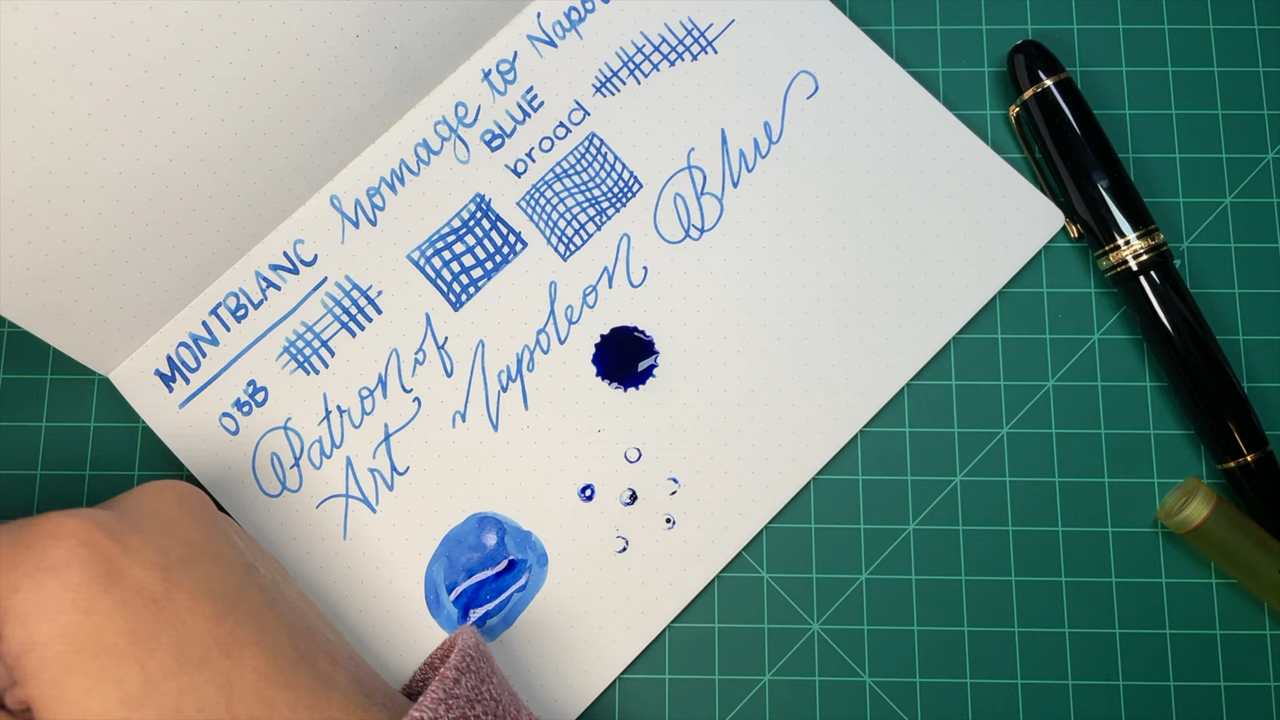 MONTBLANC homage to Napo
BLUE
03B
broad
Patron of
Art Napoleon Blue